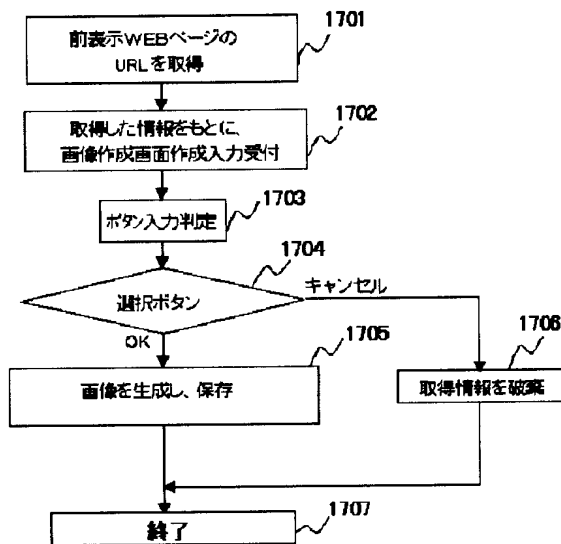 1701
前表示WEBページの
URLを取得
1702
取得した情報をもとに、
画像作成画面作成入力受付
1703
ボタン入力判定
1704
選択ボタン
キャンセル
OK
1705
画像を生成し、保存
1706
取得情報を破棄
1707
終了